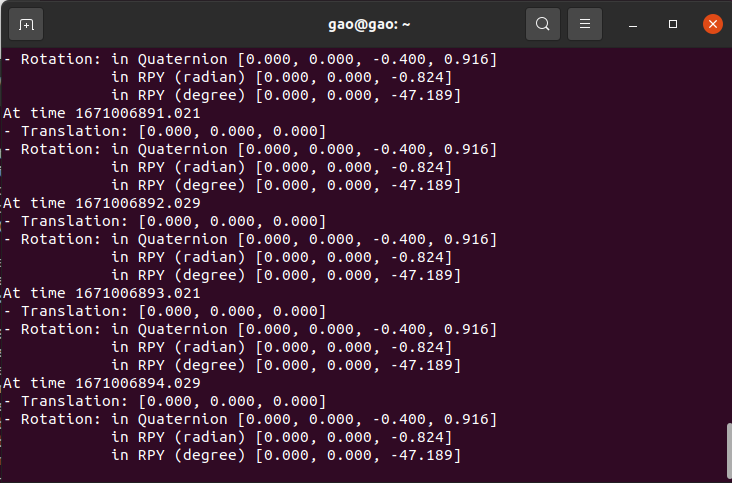 gao@gao: ~
- Rotation: in Quaternion [0.000, 0.000, -0.400, 0.916]
in RPY (radian) [0.000, 0.000, -0.824]
in RPY (degree) [0.000, 0.000, -47.189]
At time 1671006891.021
- Translation: [0.000, 0.000, 0.000]
- Rotation: in Quaternion [0.000, 0.000, -0.400, 0.916]
in RPY (radian) [0.000, 0.000, -0.824]
in RPY (degree) [0.000, 0.000, -47.189]
At time 1671006892.029
- Translation: [0.000, 0.000, 0.000]
- Rotation: in Quaternion [0.000, 0.000, -0.400, 0.916]
in RPY (radian) [0.000, 0.000, -0.824]
in RPY (degree) [0.000, 0.000, -47.189]
At time 1671006893.021
- Translation: [0.000, 0.000, 0.000]
- Rotation: in Quaternion [0.000, 0.000, -0.400, 0.916]
in RPY (radian) [0.000, 0.000, -0.824]
in RPY (degree) [0.000, 0.000, -47.189]
At time 1671006894.029
- Translation: [0.000, 0.000, 0.000]
- Rotation: in Quaternion [0.000, 0.000, -0.400, 0.916]
in RPY (radian) [0.000, 0.000, -0.824]
in RPY (degree) [0.000, 0.000, -47.189]